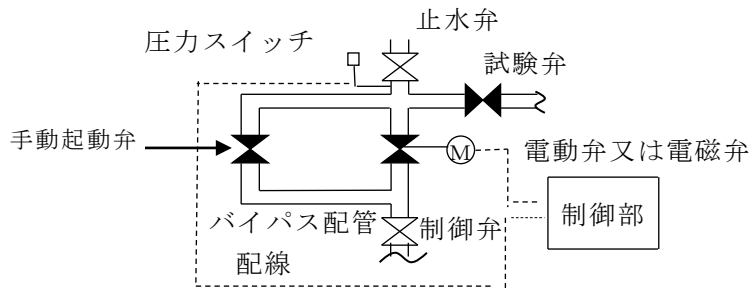 止水弁
圧力スイッチ
試験弁
手動起動弁
M
電動弁又は電磁弁
制御部
バイパス配管
制御弁
配線